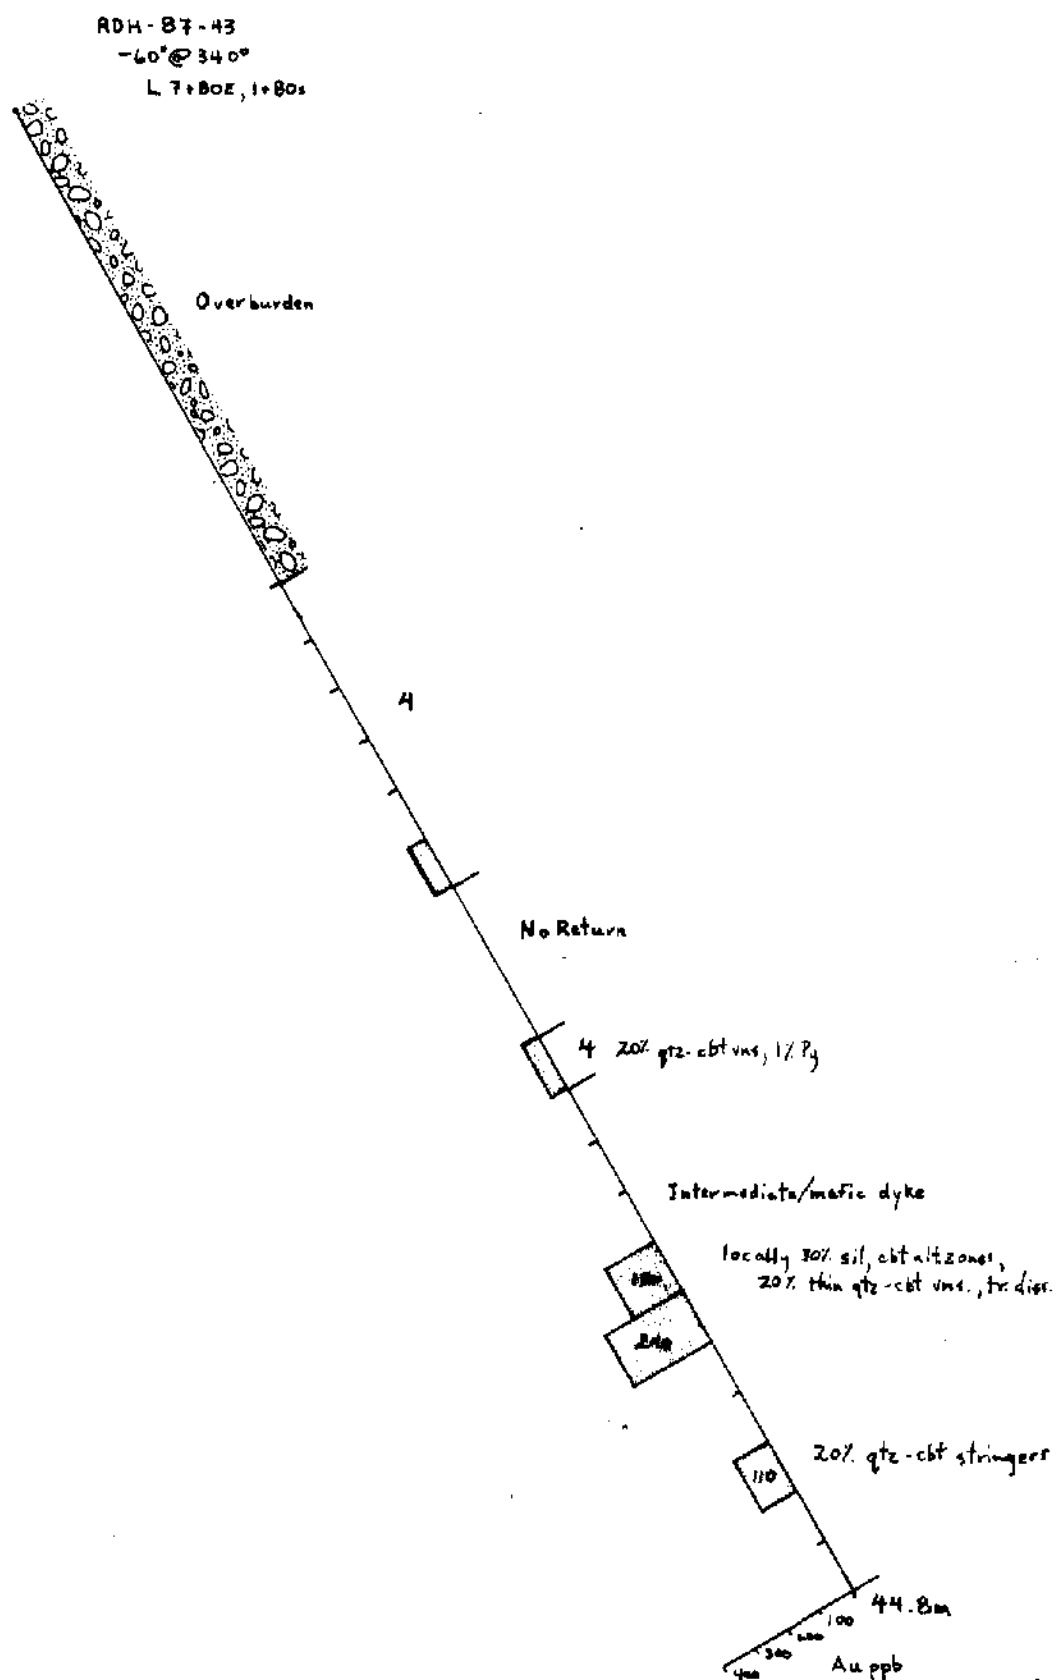 RDH-87-43
-60°@ 340°
L 7+80E, 1+80s
Overburden
4
No Return
4 20% qtz-cbt vns, 1% Py
Intermediate/mafic dyke
locally 30% sil, cbt alt zones,
20% thin qtz-cbt vns., tr. diss.
20% qtz-cbt stringers
110
44.8m
100
200
300
400
Au ppb